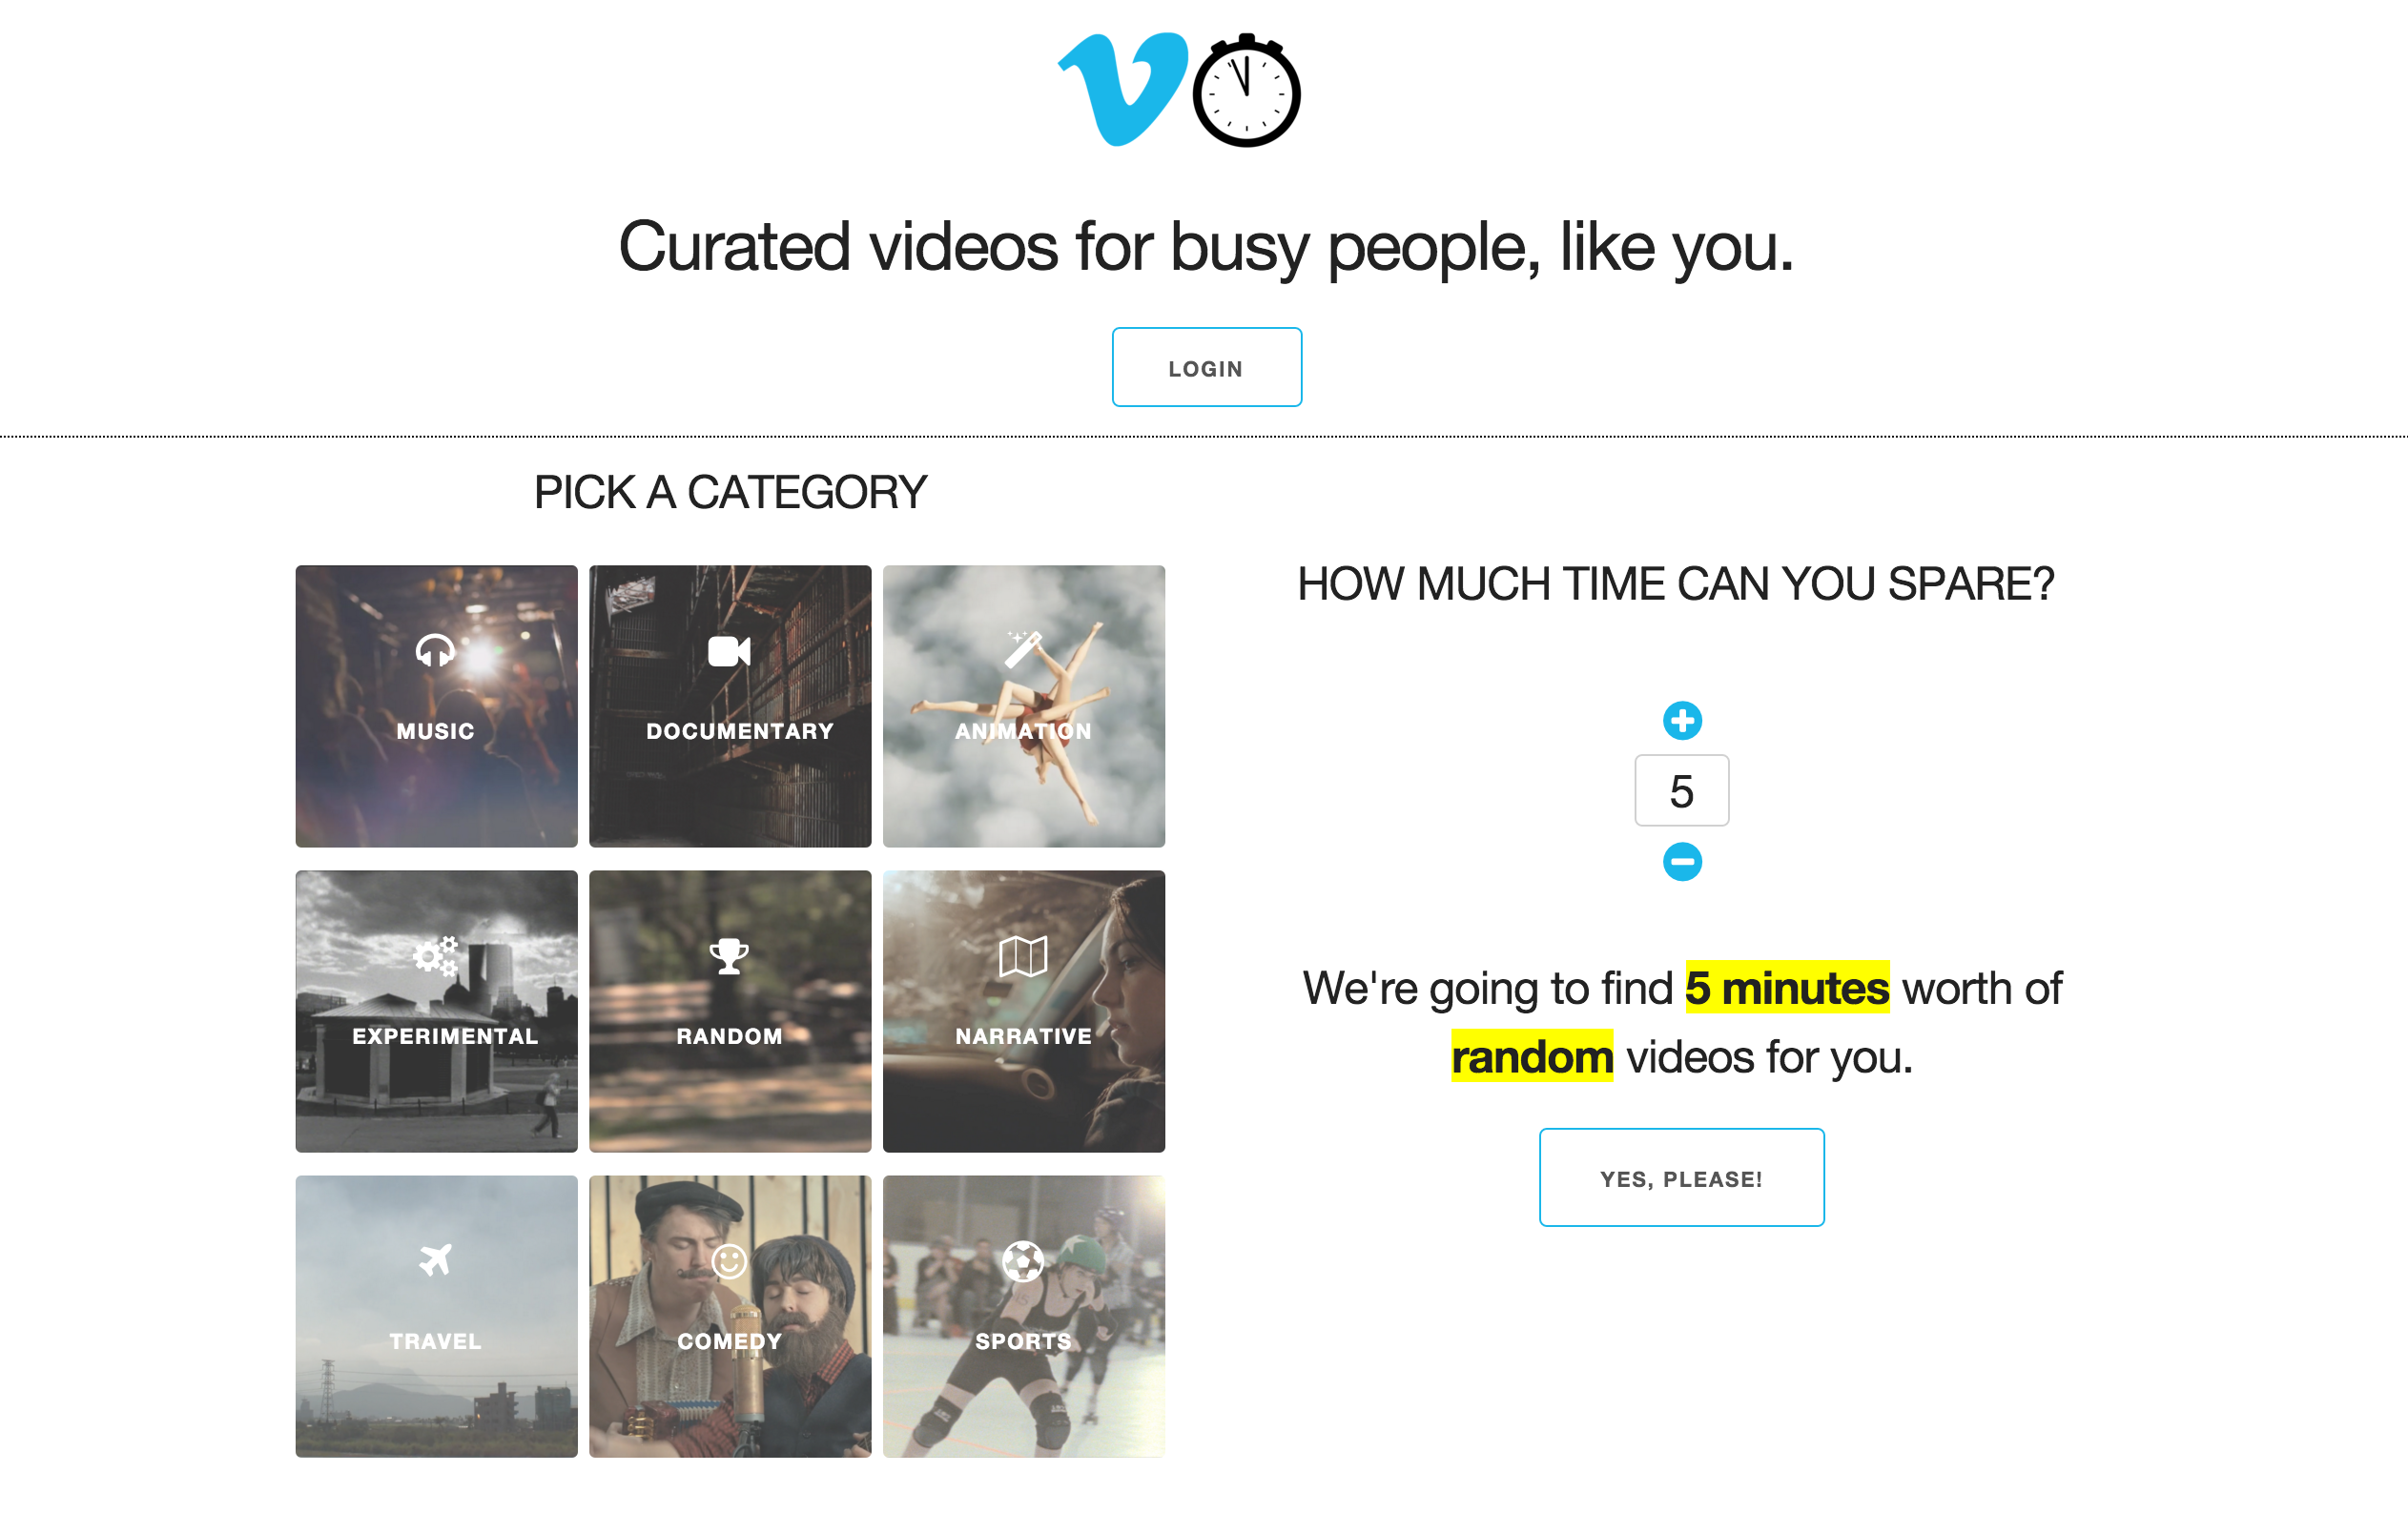 Curated videos for busy people, like you.
LOGIN
PICK A CATEGORY
MUSIC
DOCUMENTARY
ANIMATION
EXPERIMENTAL
RANDOM
NARRATIVE
TRAVEL
COMEDY
SPORTS
HOW MUCH TIME CAN YOU SPARE?
5
We're going to find 5 minutes worth of
random videos for you.
YES, PLEASE!